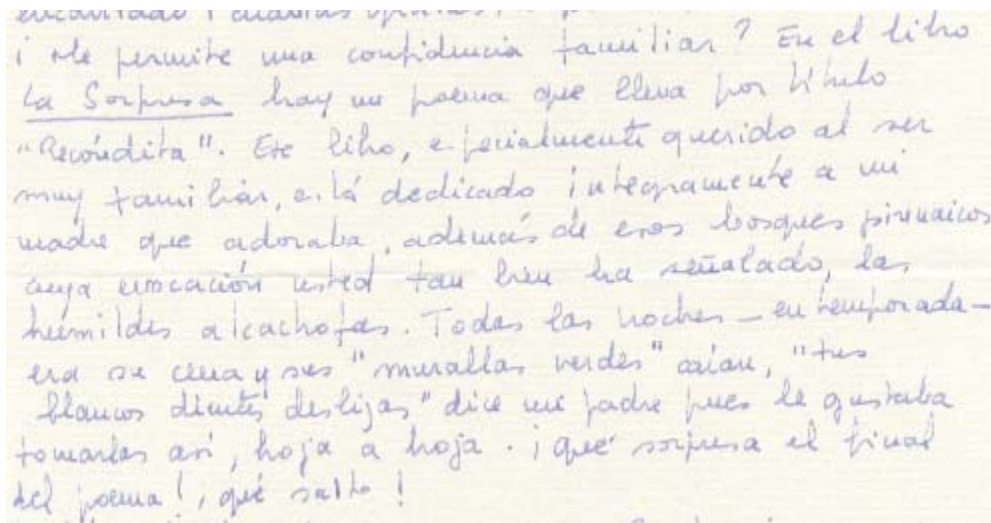 ¿Me permite una confidencia familiar? En el libro
La Sorpresa hay un poema que lleva por título
"Recóndita". Ese libro, especialmente querido al ser
muy familiar, está dedicado íntegramente a mi
madre que adoraba, además de esos bosques pirenaicos
cuya evocación usted tan bien ha señalado, las
humildes alcachofas. Todas las noches – en temporada –
era su cena y sus "murallas verdes" caían, "tus
blancos dientes deslizas" dice mi padre pues le gustaba
tomarlas así, hoja a hoja. ¡Qué sorpresa el final
del poema!, ¡qué salto!